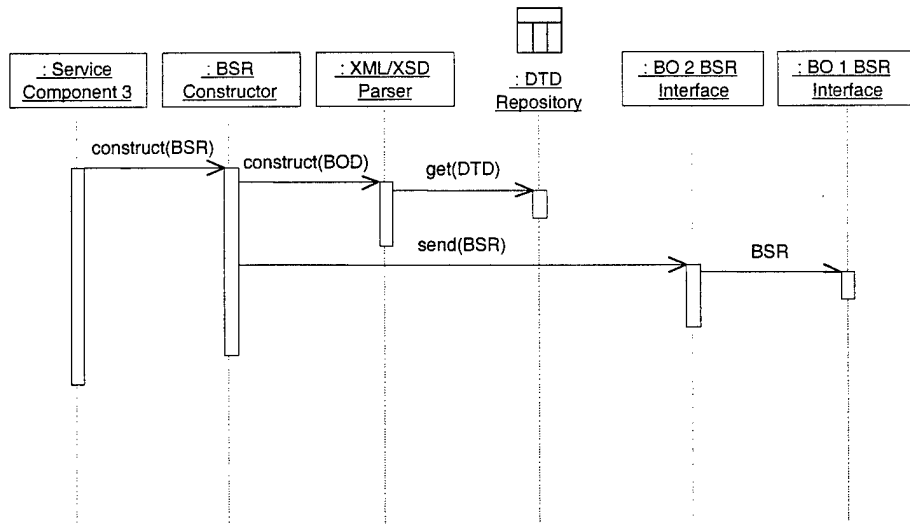 : Service
Component 3
: BSR
Constructor
: XML/XSD
Parser
: DTD
Repository
: BO 2 BSR
Interface
: BO 1 BSR
Interface
construct(BSR)
construct(BOD)
get(DTD)
send(BSR)
BSR